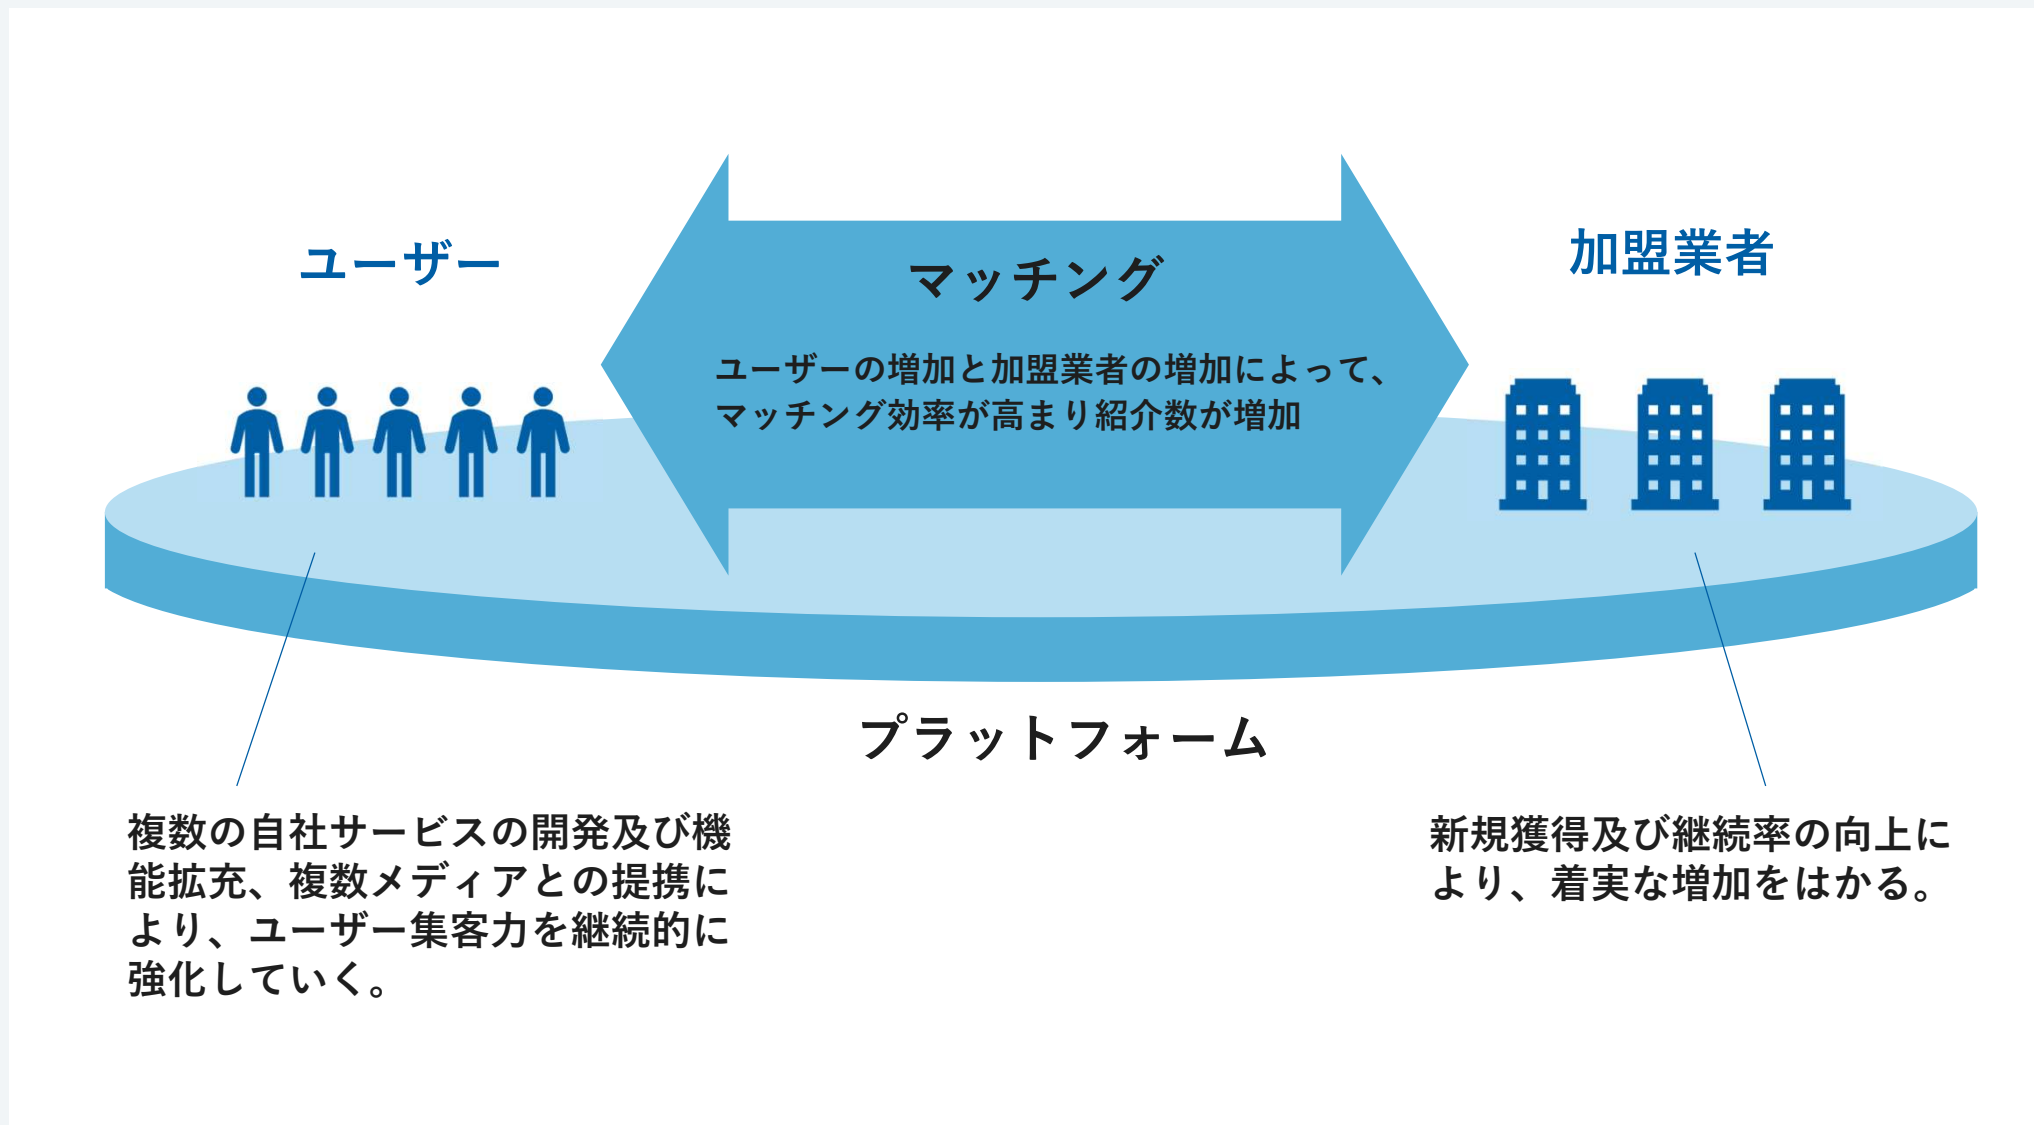 ユーザー
マッチング
加盟業者
ユーザーの増加と加盟業者の増加によって、
マッチング効率が高まり紹介数が増加
プラットフォーム
複数の自社サービスの開発及び機
能拡充、複数メディアとの提携に
より、ユーザー集客力を継続的に
強化していく。
新規獲得及び継続率の向上に
より、着実な増加をはかる。